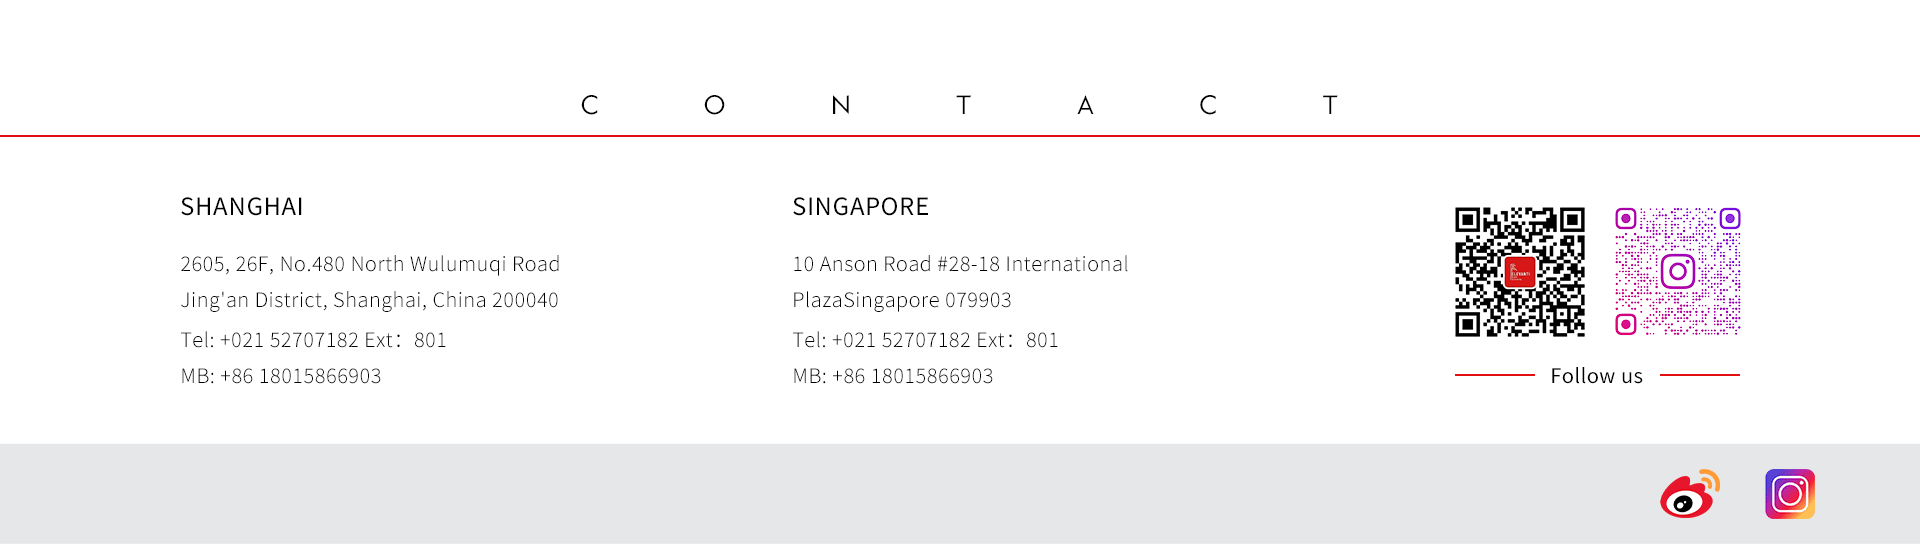 CONTACT
SHANGHAI
2605, 26F, No.480 North Wulumuqi Road
Jing'an District, Shanghai, China 200040
Tel: +021 52707182 Ext：801
MB: +86 18015866903
SINGAPORE
10 Anson Road #28-18 International
PlazaSingapore 079903
Tel: +021 52707182 Ext：801
MB: +86 18015866903
Follow us